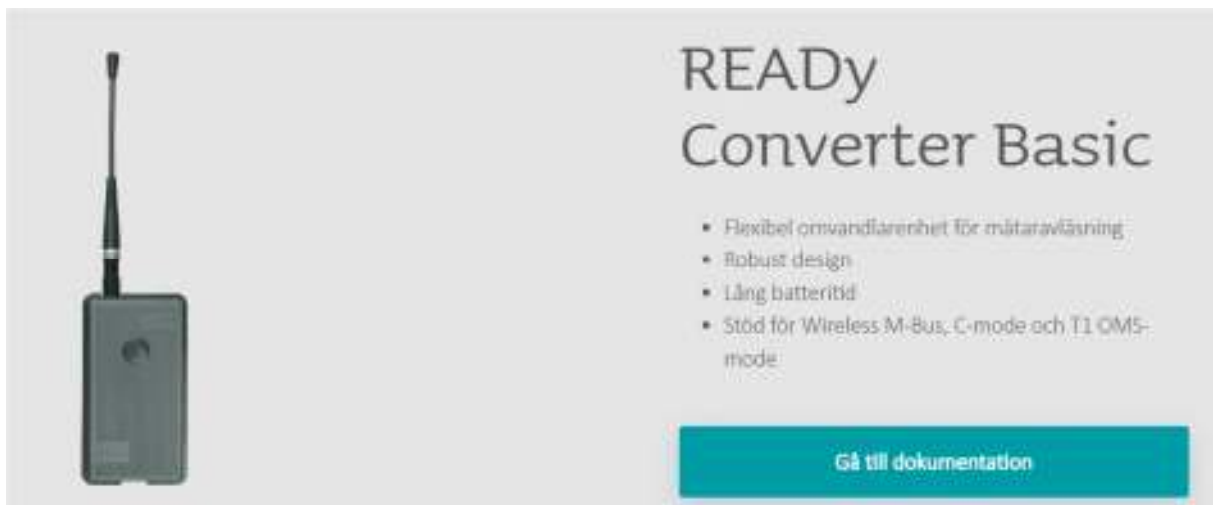 READy
Converter Basic
• Flexibel omvandlarenhet för mätaravläsning
• Robust design
• Lång batteritid
• Stöd för Wireless M-Bus, C-mode och T1 OMS-
mode
Gå till dokumentation